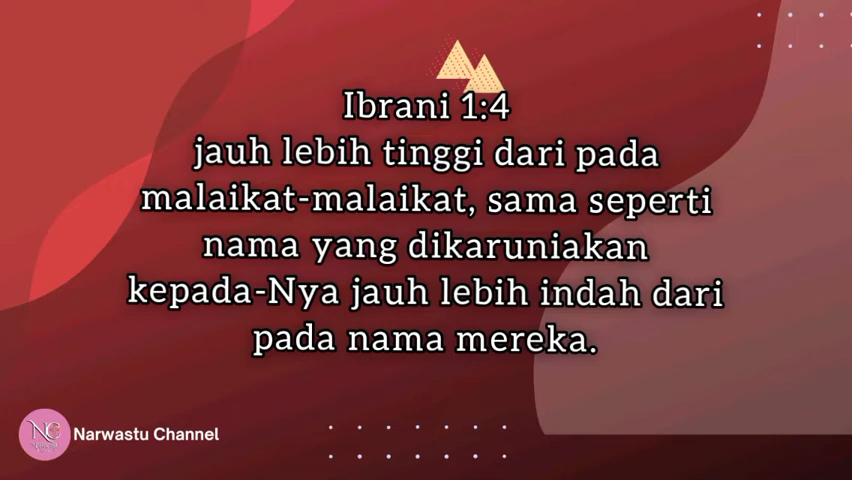 Ibrani 1:4
jauh lebih tinggi dari pada
malaikat-malaikat, sama seperti
nama yang dikaruniakan
kepada-Nya jauh lebih indah dari
pada nama mereka.
NG
Narwastu Channel